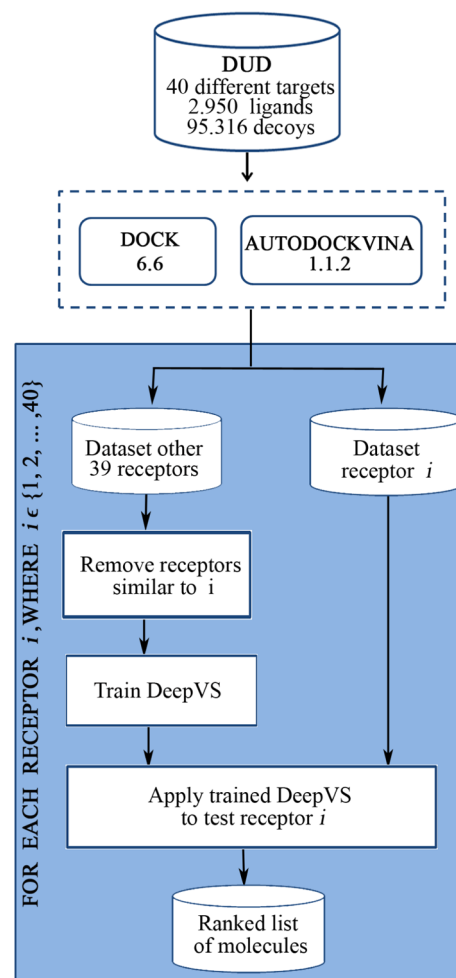 DUD
40 different targets
2.950 ligands
95.316 decoys
DOCK
6.6
AUTODOCKVINA
1.1.2
FOR EACH RECEPTOR i, WHERE i ϵ {1, 2, ... ,40}
Dataset other
39 receptors
Dataset
receptor i
Remove receptors
similar to i
Train DeepVS
Apply trained DeepVS
to test receptor i
Ranked list
of molecules